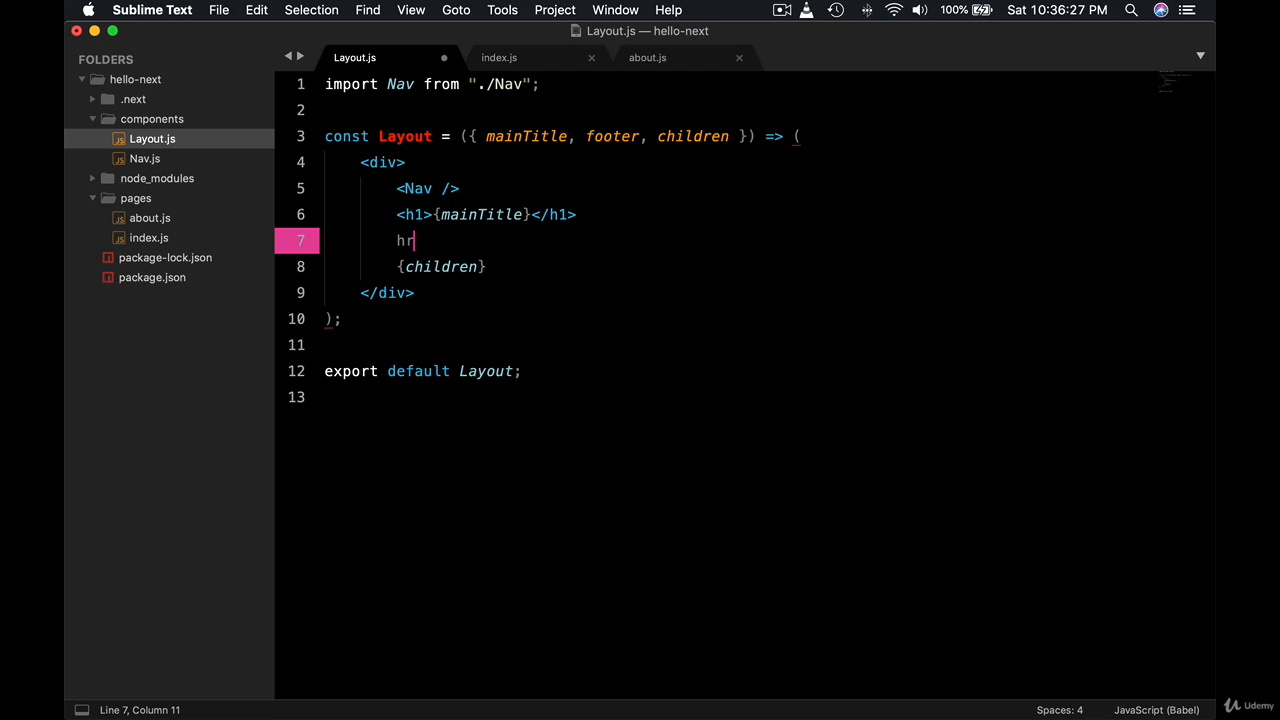 Sublime Text File Edit Selection Find View Goto Tools Project Window Help 100% Sat 10:36:27 PM
Layout.js — hello-next
FOLDERS
hello-next
.next
components
Layout.js
Nav.js
node_modules
pages
about.js
index.js
package-lock.json
package.json
Layout.js index.js about.js
1 import Nav from "./Nav";
2
3 const Layout = ({ mainTitle, footer, children }) => (
4 <div>
5 <Nav />
6 <h1>{mainTitle}</h1>
7 hr
8 {children}
9 </div>
10 );
11
12 export default Layout;
13
Line 7, Column 11 Spaces: 4 JavaScript (Babel)
Udemy